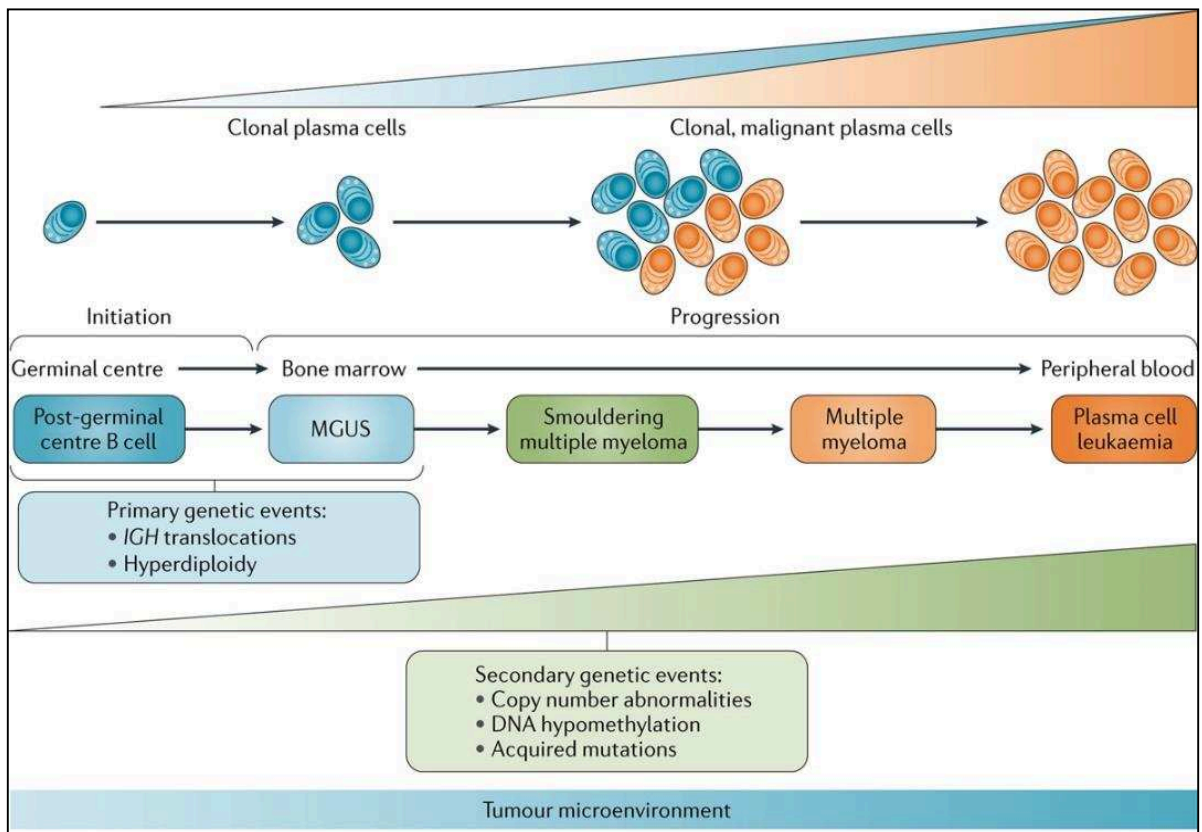 Clonal plasma cells
Clonal, malignant plasma cells
Initiation
Progression
Germinal centre
Bone marrow
Peripheral blood
Post-germinal
centre B cell
MGUS
Smouldering
multiple myeloma
Multiple
myeloma
Plasma cell
leukaemia
Primary genetic events:
• IGH translocations
• Hyperdiploidy
Secondary genetic events:
• Copy number abnormalities
• DNA hypomethylation
• Acquired mutations
Tumour microenvironment